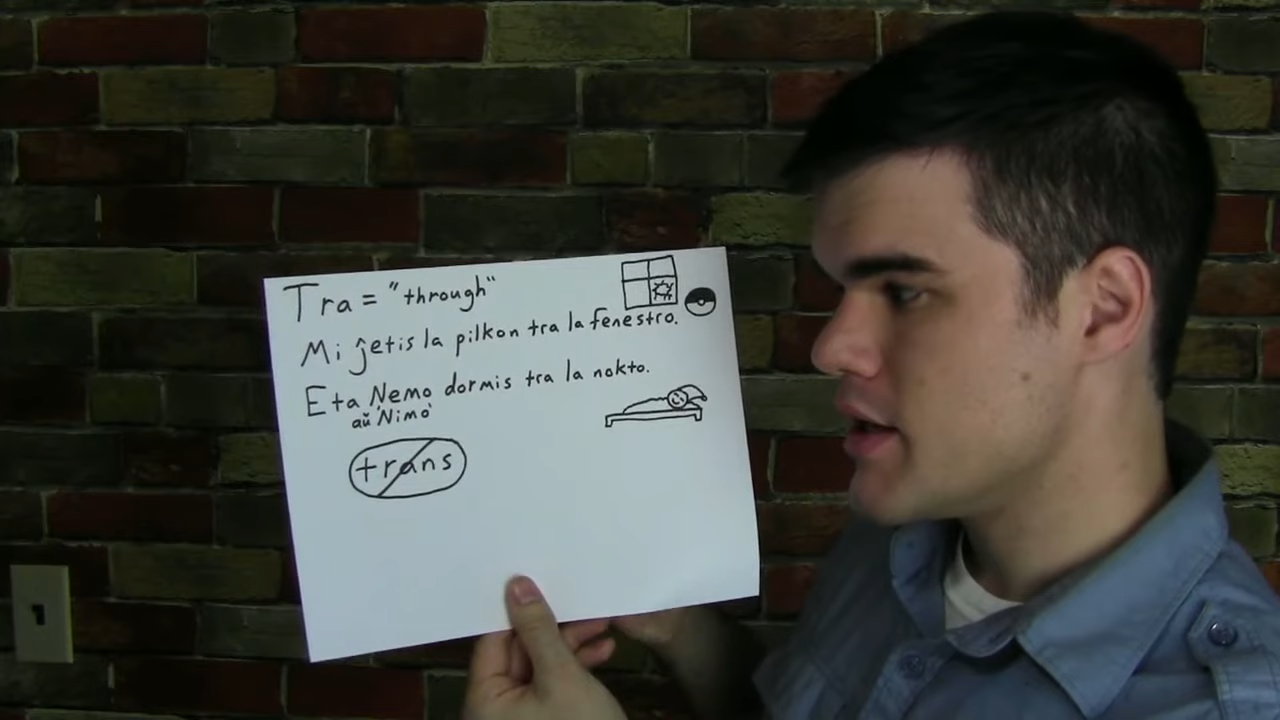 Tra = "through"
Mi ĵetis la pilkon tra la fenestro.
Eta Nemo dormis tra la nokto.
aŭ 'Nimo'
trans